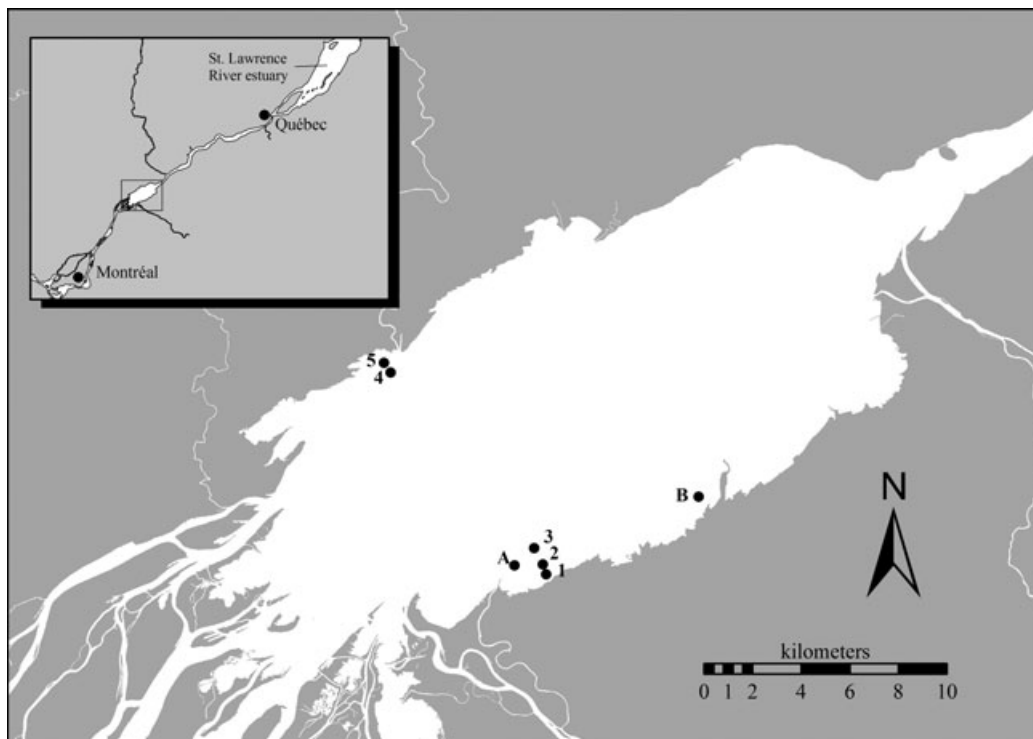 St. Lawrence
River estuary
Québec
Montréal
5
4
B
3
A
2
1
N
kilometers
0 1 2 4 6 8 10